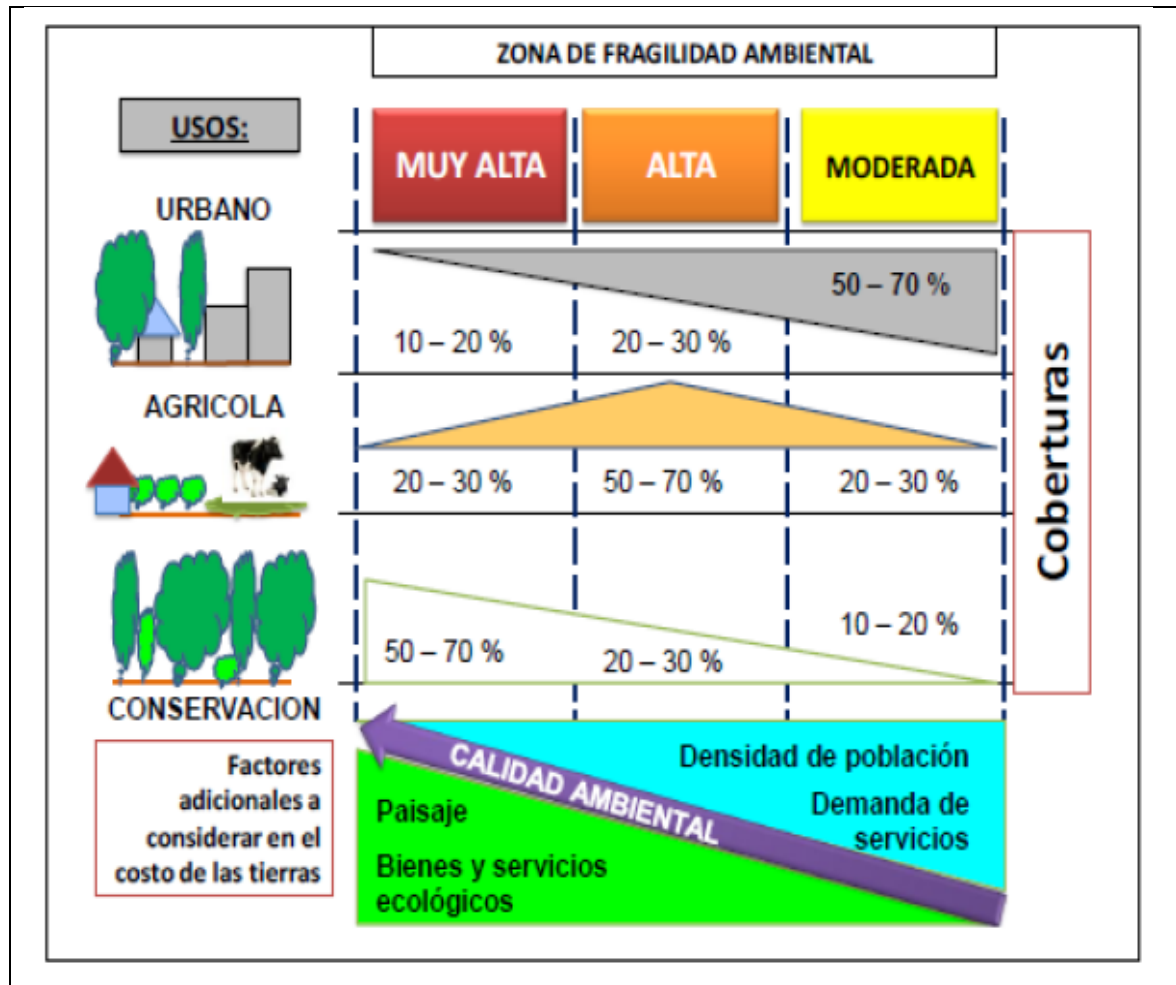 ZONA DE FRAGILIDAD AMBIENTAL
USOS:
MUY ALTA
ALTA
MODERADA
URBANO
50 – 70 %
10 – 20 %
20 – 30 %
AGRICOLA
20 – 30 %
50 – 70 %
20 – 30 %
10 – 20 %
50 – 70 %
20 – 30 %
CONSERVACION
Coberturas
Factores
adicionales a
considerar en el
costo de las tierras
CALIDAD AMBIENTAL
Densidad de población
Demanda de
servicios
Paisaje
Bienes y servicios
ecológicos